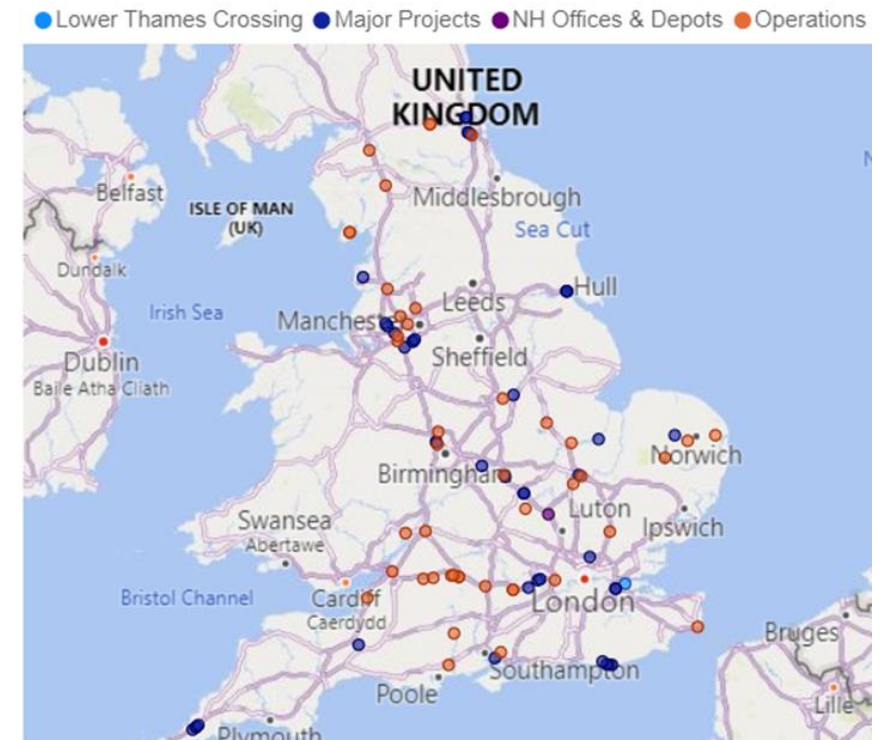 Lower Thames Crossing Major Projects NH Offices & Depots Operations
UNITED
KINGDOM
Belfast
ISLE OF MAN
(UK)
Middlesbrough
Sea Cut
Dundalk
Hull
Leeds
Irish Sea
Manchest
Sheffield
Dublin
Baile Atha Cliath
Norwich
Birmingham
Luton
Swansea
Abertawe
Ipswich
Bristol Channel
Cardiff
Caerdydd
London
Bruges
Southampton
Poole
Lille
Plymouth